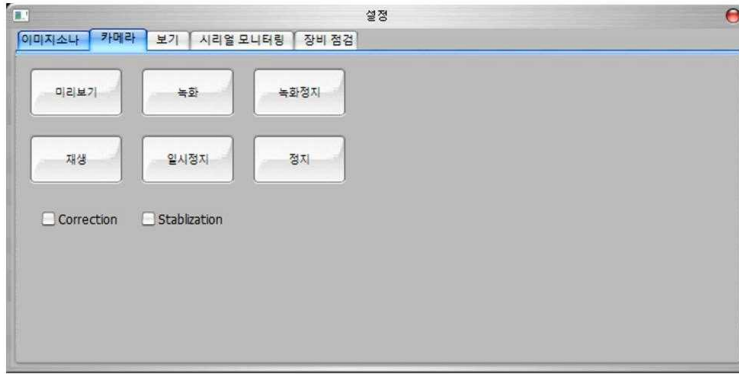 설정
이미지소나 카메라 보기 시리얼 모니터링 장비 점검
미리보기 녹화 녹화정지
재생 일시정지 정지
Correction Stablization